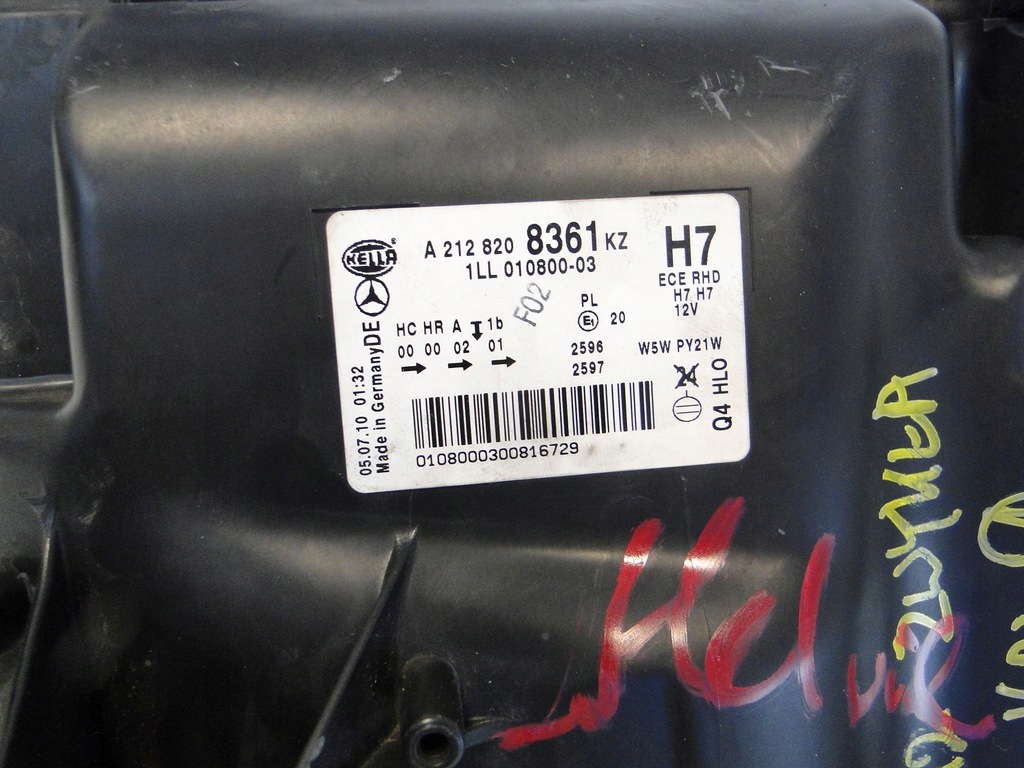 HELLA
A 212 820 8361 KZ
1LL 010800-03
H7
ECE RHD
H7 H7
12V
F02
PL
E1 20
HC HR A 1b
00 00 02 01
2596
2597
W5W PY21W
24
Q4 HLO
05.07.10 01:32
Made in Germany DE
0108000300816729